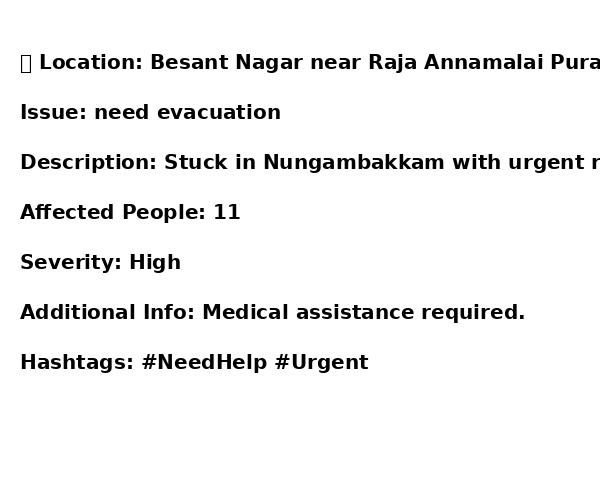 Location: Besant Nagar near Raja Annamalai Pura
Issue: need evacuation
Description: Stuck in Nungambakkam with urgent r
Affected People: 11
Severity: High
Additional Info: Medical assistance required.
Hashtags: #NeedHelp #Urgent